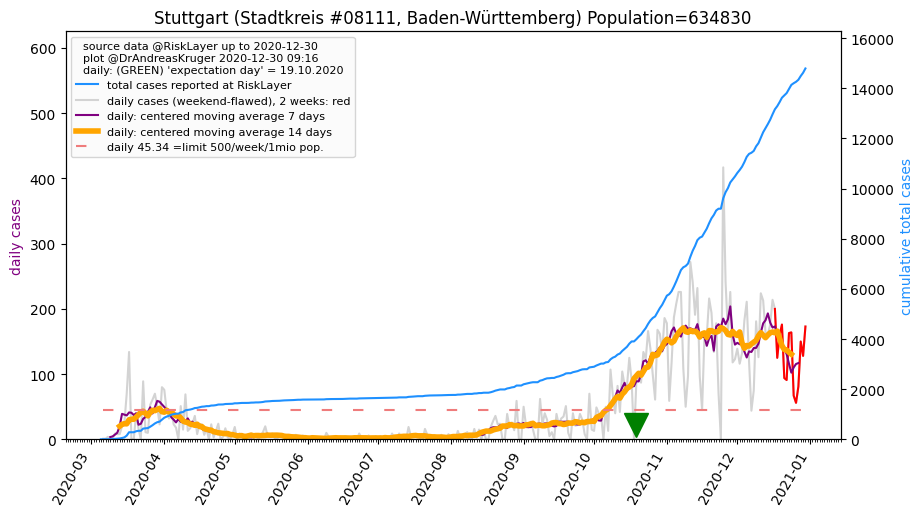 Stuttgart (Stadtkreis #08111, Baden-Württemberg) Population=634830
source data @RiskLayer up to 2020-12-30
plot @DrAndreasKruger 2020-12-30 09:16
daily: (GREEN) 'expectation day' = 19.10.2020
total cases reported at RiskLayer
daily cases (weekend-flawed), 2 weeks: red
daily: centered moving average 7 days
daily: centered moving average 14 days
daily 45.34 =limit 500/week/1mio pop.
daily cases
600
500
400
300
200
100
0
cumulative total cases
16000
14000
12000
10000
8000
6000
4000
2000
0
2020-03
2020-04
2020-05
2020-06
2020-07
2020-08
2020-09
2020-10
2020-11
2020-12
2021-01